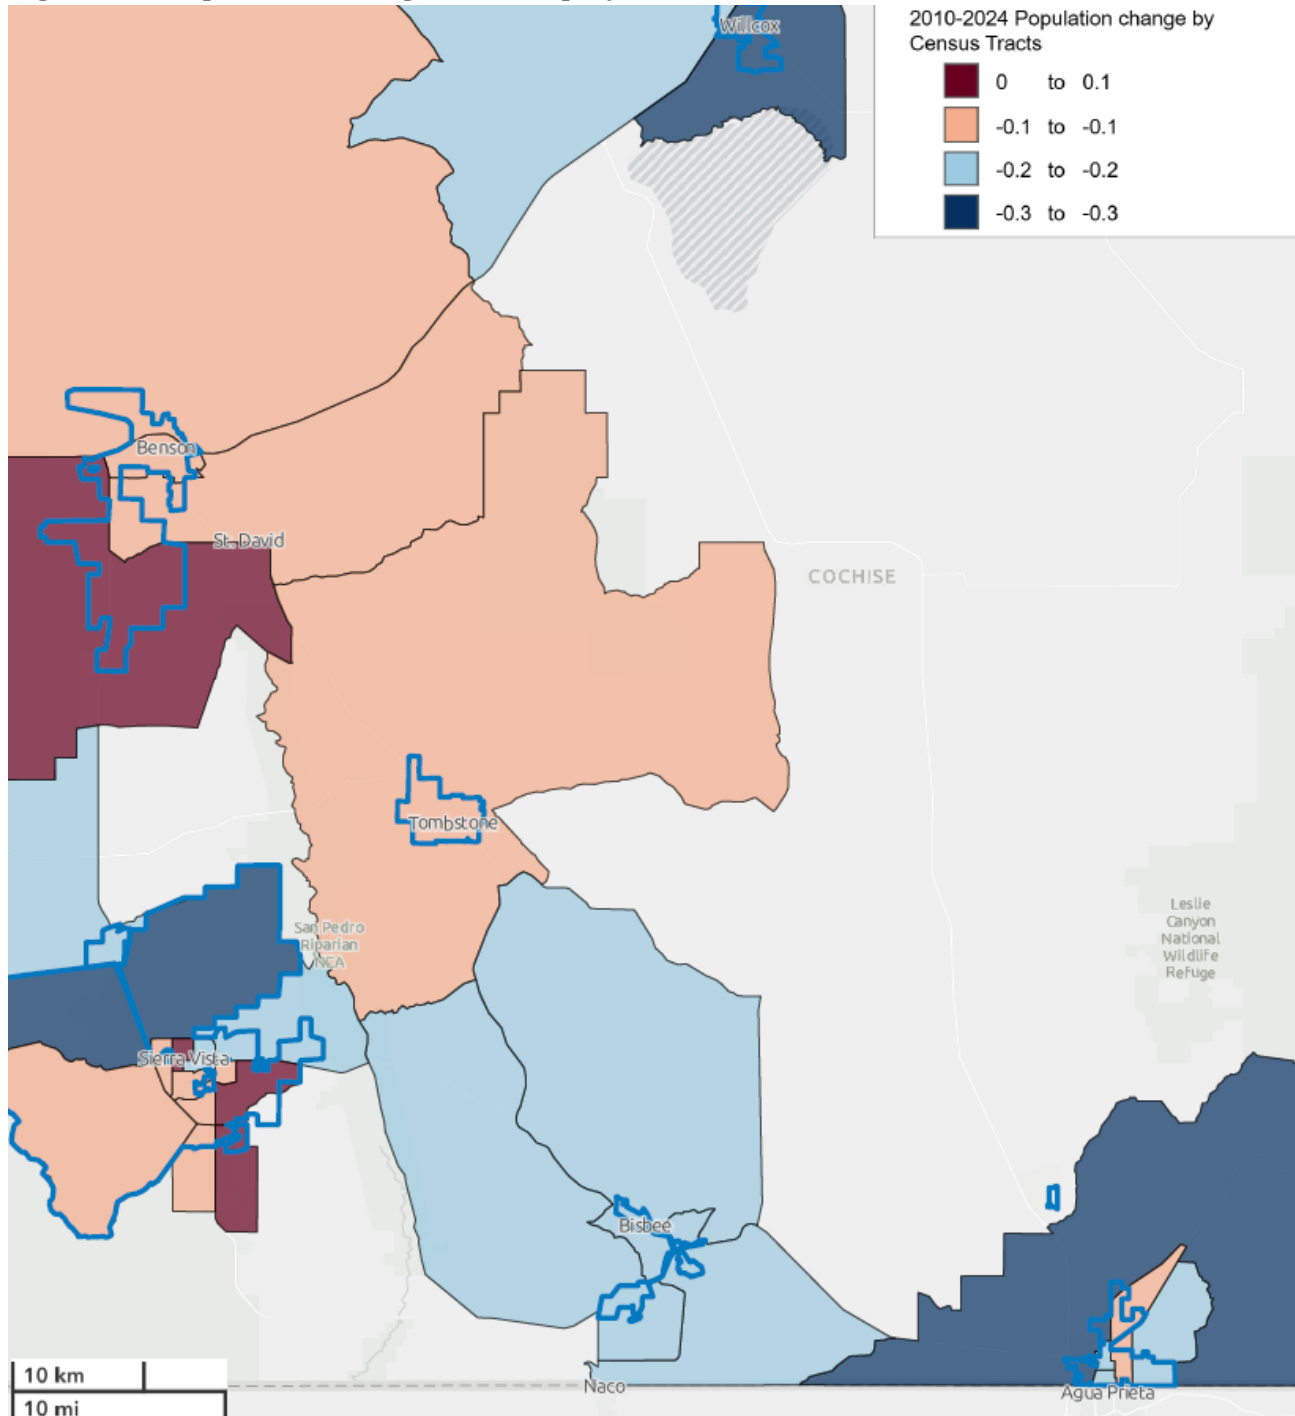 Willcox
2010-2024 Population change by
Census Tracts
0 to 0.1
-0.1 to -0.1
-0.2 to -0.2
-0.3 to -0.3
Benson
St. David
COCHISE
Tombstone
San Pedro
Riparian
NCA
Leslie
Canyon
National
Wildlife
Refuge
Sierra Vista
Bisbee
Naco
Agua Prieta
10 km
10 mi